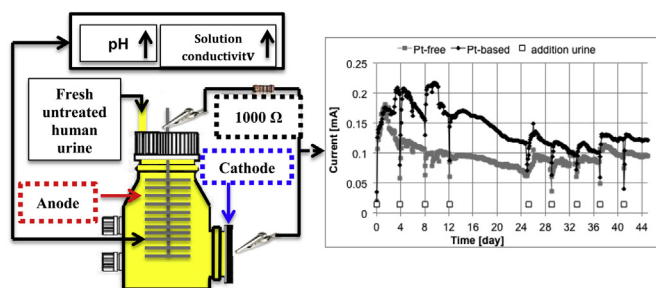 pH
Solution
conductivity
Fresh
untreated
human
urine
1000 Ω
Cathode
Anode
Pt-free
Pt-based
addition urine
Current [mA]
0.25
0.2
0.15
0.1
0.05
0
0 4 8 12 16 20 24 28 32 36 40 44
Time [day]